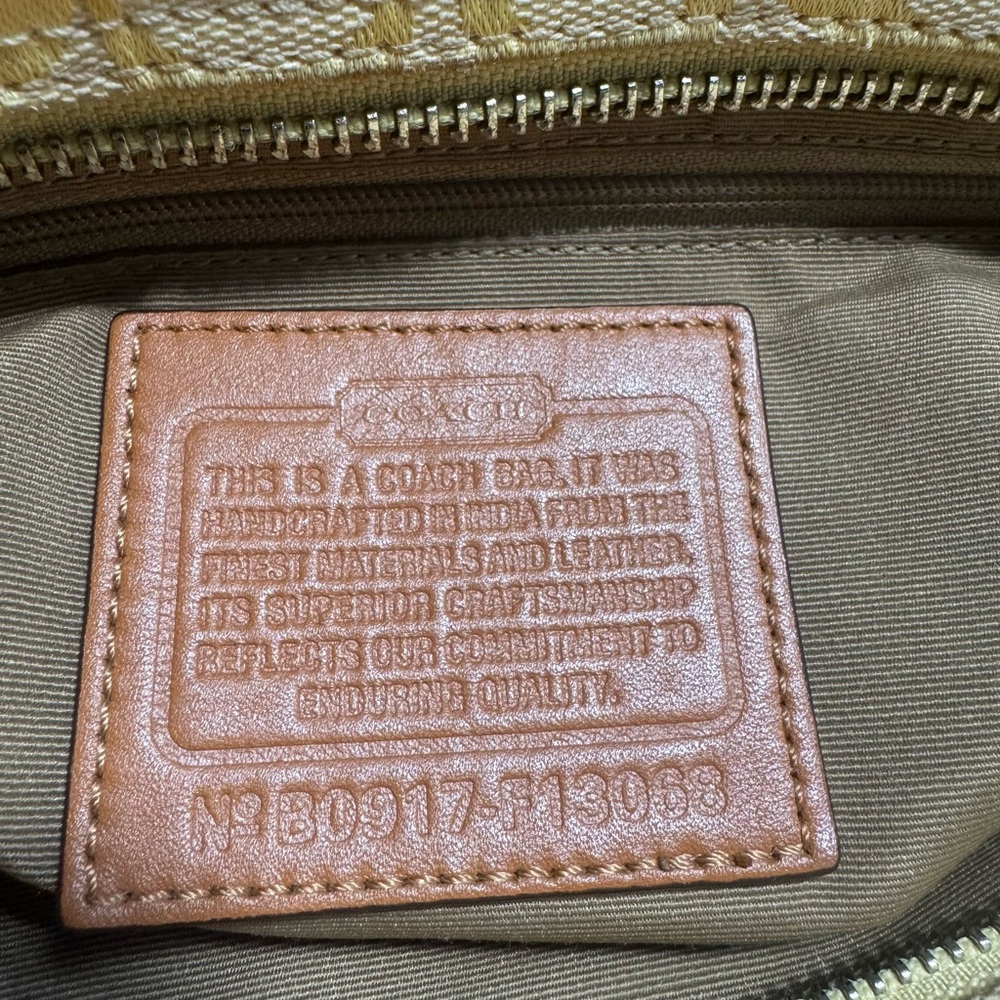 COACH
THIS IS A COACH BAG. IT WAS
HANDCRAFTED IN INDIA FROM THE
FINEST MATERIALS AND LEATHER.
ITS SUPERIOR CRAFTSMANSHIP
REFLECTS OUR COMMITMENT TO
ENDURING QUALITY.
Nº B0917-F13068